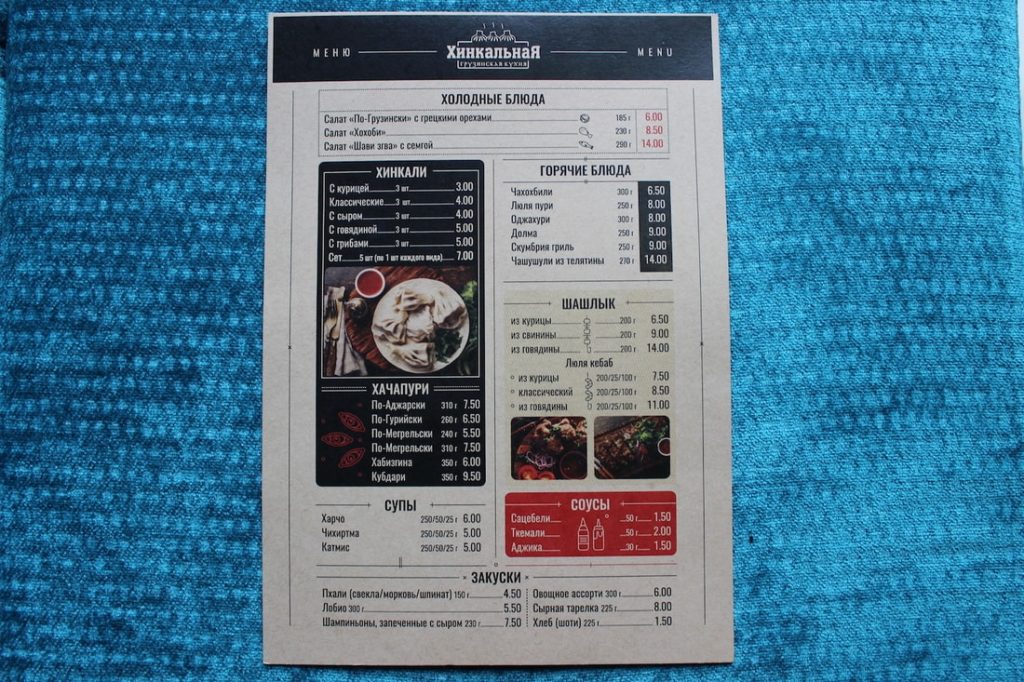 МЕНЮ
ХИНКАЛЬНАЯ
ГРУЗИНСКАЯ КУХНЯ
MENU
ХОЛОДНЫЕ БЛЮДА
Салат «По-Грузински» с грецкими орехами 185 г 6.00
Салат «Хохоби» 230 г 8.50
Салат «Шави згва» с семгой 290 г 14.00
ХИНКАЛИ
С курицей 3 шт 3.00
Классические 3 шт 4.00
С сыром 3 шт 4.00
С говядиной 3 шт 5.00
С грибами 3 шт 5.00
Сет 5 шт (по 1 шт каждого вида) 7.00
ХАЧАПУРИ
По-Аджарски 310 г 7.50
По-Гурийски 260 г 6.50
По-Мегрельски 240 г 5.50
По-Мегрельски 310 г 7.50
Хабизгина 350 г 6.00
Кубдари 350 г 9.50
СУПЫ
Харчо 250/50/25 г 6.00
Чихиртма 250/50/25 г 5.00
Катмис 250/50/25 г 5.00
ГОРЯЧИЕ БЛЮДА
Чахохбили 300 г 6.50
Люля пури 250 г 8.00
Оджахури 300 г 8.00
Долма 250 г 9.00
Скумбрия гриль 250 г 9.00
Чашушули из телятины 270 г 14.00
ШАШЛЫК
из курицы 200 г 6.50
из свинины 200 г 9.00
из говядины 200 г 14.00
Люля кебаб
из курицы 200/25/100 г 7.50
классический 200/25/100 г 8.50
из говядины 200/25/100 г 11.00
СОУСЫ
Сацебели 50 г 1.50
Ткемали 50 г 2.00
Аджика 30 г 1.50
ЗАКУСКИ
Пхали (свекла/морковь/шпинат) 150 г 4.50
Лобио 300 г 5.50
Шампиньоны, запеченные с сыром 230 г 7.50
Овощное ассорти 300 г 6.00
Сырная тарелка 225 г 8.00
Хлеб (шоти) 225 г 1.50